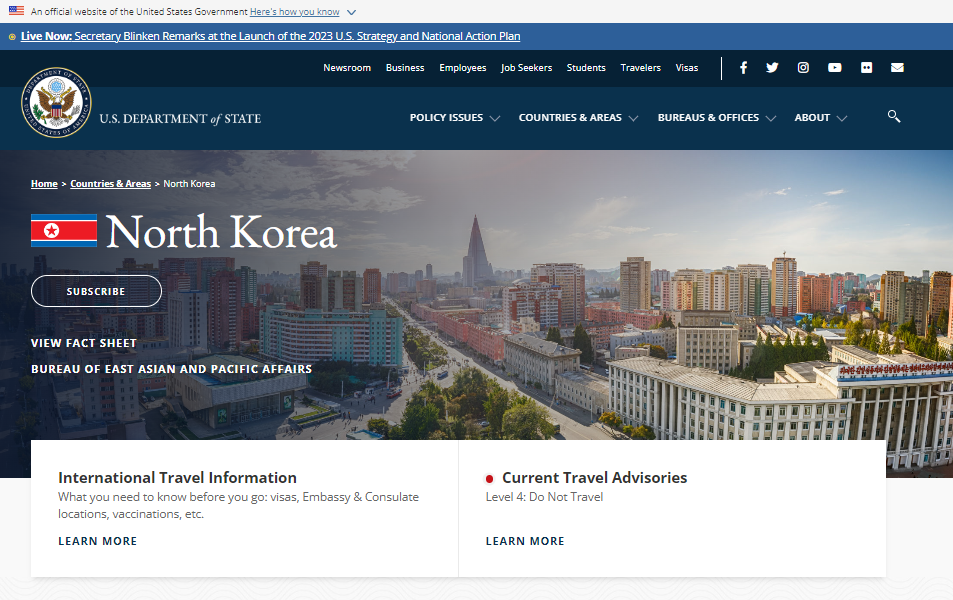 An official website of the United States Government Here's how you know
Live Now: Secretary Blinken Remarks at the Launch of the 2023 U.S. Strategy and National Action Plan
Newsroom Business Employees Job Seekers Students Travelers Visas
U.S. DEPARTMENT of STATE
POLICY ISSUES COUNTRIES & AREAS BUREAUS & OFFICES ABOUT
Home > Countries & Areas > North Korea
North Korea
SUBSCRIBE
VIEW FACT SHEET
BUREAU OF EAST ASIAN AND PACIFIC AFFAIRS
International Travel Information
What you need to know before you go: visas, Embassy & Consulate
locations, vaccinations, etc.
LEARN MORE
Current Travel Advisories
Level 4: Do Not Travel
LEARN MORE